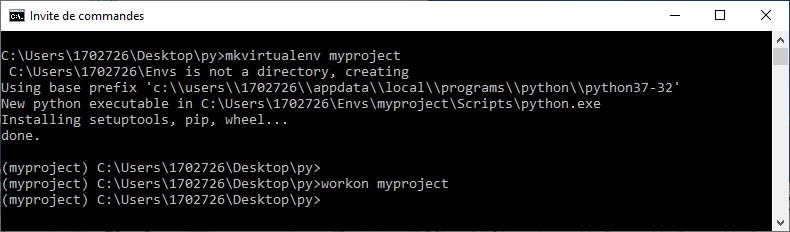 Invite de commandes
C:\Users\1702726\Desktop\py>mkvirtualenv myproject
 C:\Users\1702726\Envs is not a directory, creating
Using base prefix 'c:\\users\\1702726\\appdata\\local\\programs\\python\\python37-32'
New python executable in C:\Users\1702726\Envs\myproject\Scripts\python.exe
Installing setuptools, pip, wheel...
done.
(myproject) C:\Users\1702726\Desktop\py>
(myproject) C:\Users\1702726\Desktop\py>workon myproject
(myproject) C:\Users\1702726\Desktop\py>